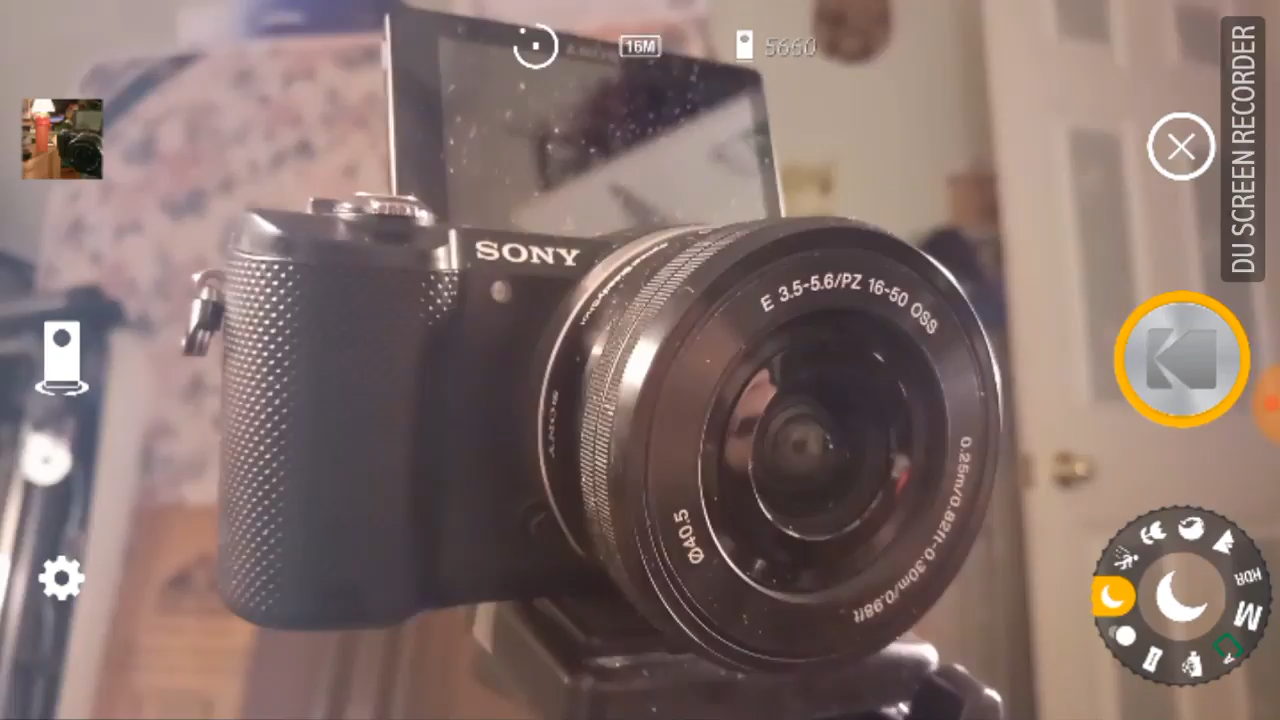 16M
5660
DU SCREEN RECORDER
SONY
E 3.5-5.6/PZ 16-50 OSS
SONY
0.25m/0.82ft-0.30m/0.98ft
Ø40.5
HDR
M